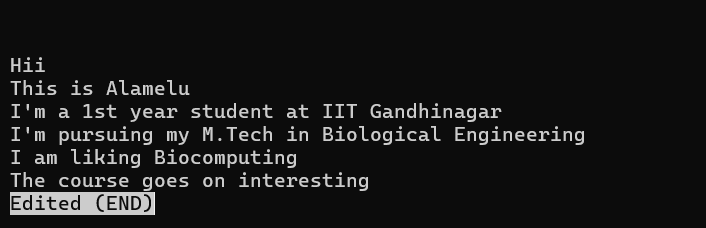 Hii
This is Alamelu
I'm a 1st year student at IIT Gandhinagar
I'm pursuing my M.Tech in Biological Engineering
I am liking Biocomputing
The course goes on interesting
Edited (END)